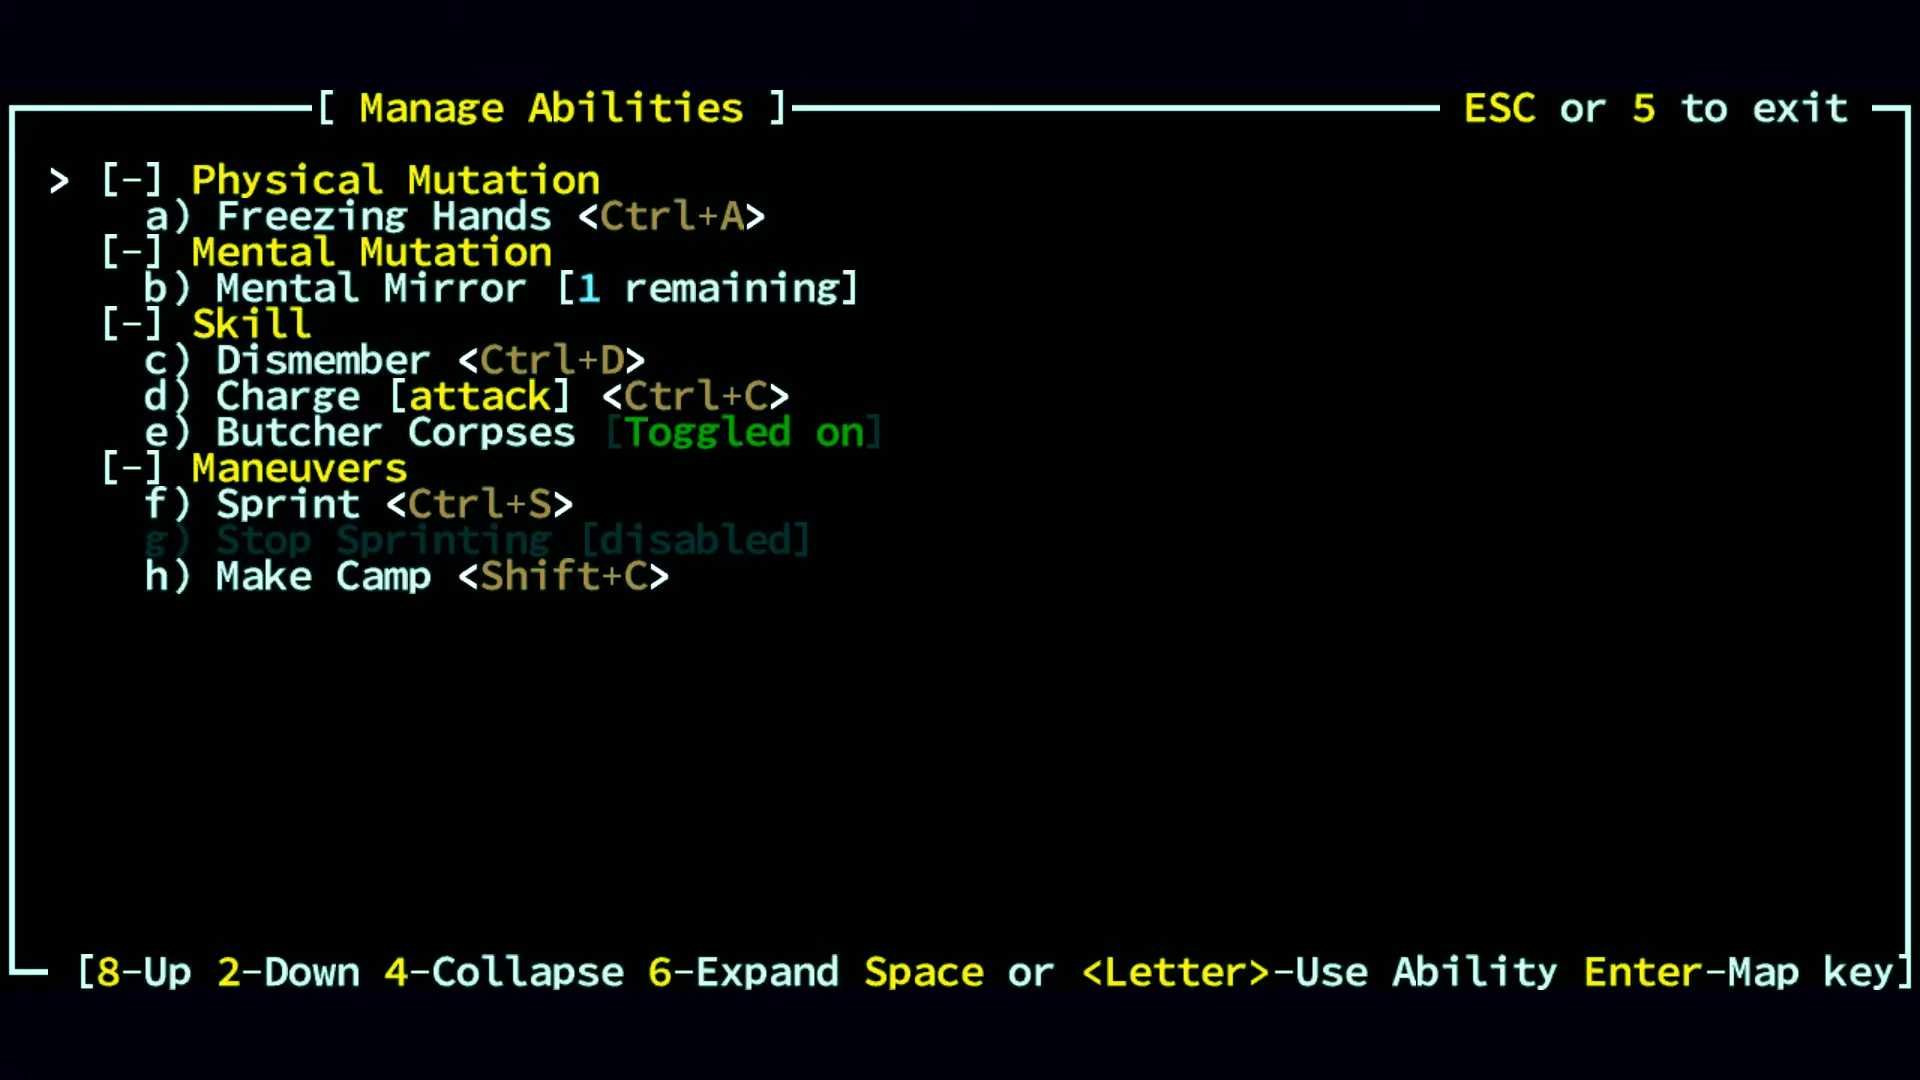 [ Manage Abilities ] ESC or 5 to exit
> [-] Physical Mutation
a) Freezing Hands <Ctrl+A>
[-] Mental Mutation
b) Mental Mirror [1 remaining]
[-] Skill
c) Dismember <Ctrl+D>
d) Charge [attack] <Ctrl+C>
e) Butcher Corpses [Toggled on]
[-] Maneuvers
f) Sprint <Ctrl+S>
g) Stop Sprinting [disabled]
h) Make Camp <Shift+C>
[8-Up 2-Down 4-Collapse 6-Expand Space or <Letter>-Use Ability Enter-Map key]